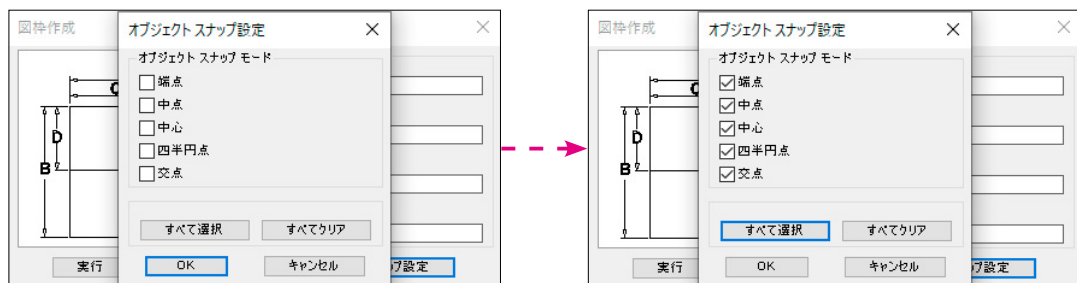 図枠作成
オブジェクト スナップ設定
オブジェクト スナップ モード
端点
中点
中心
四半円点
交点
すべて選択 すべてクリア
実行 OK キャンセル プ設定
D
B
図枠作成
オブジェクト スナップ設定
オブジェクト スナップ モード
端点
中点
中心
四半円点
交点
すべて選択 すべてクリア
実行 OK キャンセル プ設定
D
B